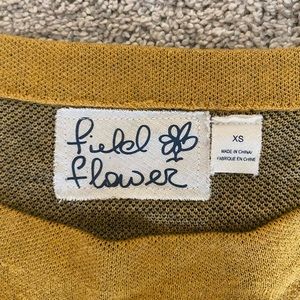 field
flower
XS
MADE IN CHINA/
FABRIQUÉ EN CHINE